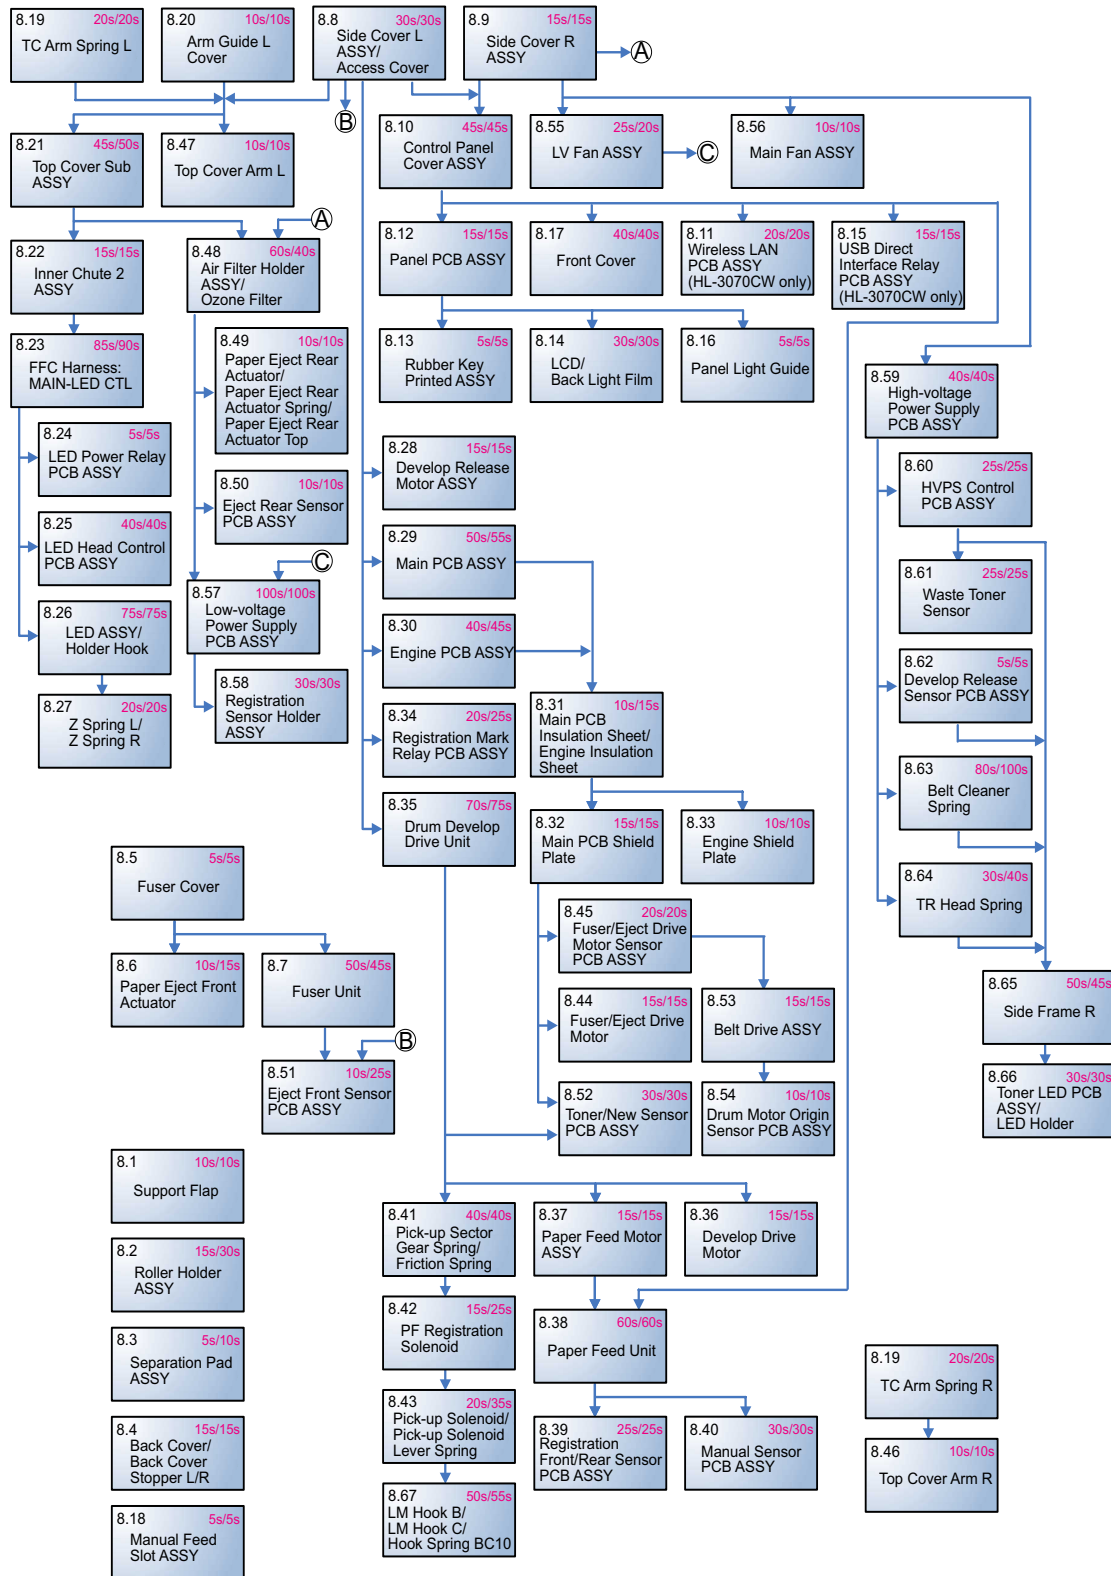 8.19 20s/20s
TC Arm Spring L
8.20 10s/10s
Arm Guide L
Cover
8.8 30s/30s
Side Cover L
ASSY/
Access Cover
8.9 15s/15s
Side Cover R
ASSY
A
B
8.21 45s/50s
Top Cover Sub
ASSY
8.47 10s/10s
Top Cover Arm L
8.10 45s/45s
Control Panel
Cover ASSY
8.55 25s/20s
LV Fan ASSY
C
8.56 10s/10s
Main Fan ASSY
A
8.22 15s/15s
Inner Chute 2
ASSY
8.48 60s/40s
Air Filter Holder
ASSY/
Ozone Filter
8.12 15s/15s
Panel PCB ASSY
8.17 40s/40s
Front Cover
8.11 20s/20s
Wireless LAN
PCB ASSY
(HL-3070CW only)
8.15 15s/15s
USB Direct
Interface Relay
PCB ASSY
(HL-3070CW only)
8.23 85s/90s
FFC Harness:
MAIN-LED CTL
8.49 10s/10s
Paper Eject Rear
Actuator/
Paper Eject Rear
Actuator Spring/
Paper Eject Rear
Actuator Top
8.13 5s/5s
Rubber Key
Printed ASSY
8.14 30s/30s
LCD/
Back Light Film
8.16 5s/5s
Panel Light Guide
8.59 40s/40s
High-voltage
Power Supply
PCB ASSY
8.24 5s/5s
LED Power Relay
PCB ASSY
8.50 10s/10s
Eject Rear Sensor
PCB ASSY
8.28 15s/15s
Develop Release
Motor ASSY
8.60 25s/25s
HVPS Control
PCB ASSY
8.25 40s/40s
LED Head Control
PCB ASSY
C
8.29 50s/55s
Main PCB ASSY
8.61 25s/25s
Waste Toner
Sensor
8.26 75s/75s
LED ASSY/
Holder Hook
8.57 100s/100s
Low-voltage
Power Supply
PCB ASSY
8.30 40s/45s
Engine PCB ASSY
8.62 5s/5s
Develop Release
Sensor PCB ASSY
8.27 20s/20s
Z Spring L/
Z Spring R
8.58 30s/30s
Registration
Sensor Holder
ASSY
8.34 20s/25s
Registration Mark
Relay PCB ASSY
8.31 10s/15s
Main PCB
Insulation Sheet/
Engine Insulation
Sheet
8.63 80s/100s
Belt Cleaner
Spring
8.35 70s/75s
Drum Develop
Drive Unit
8.32 15s/15s
Main PCB Shield
Plate
8.33 10s/10s
Engine Shield
Plate
8.64 30s/40s
TR Head Spring
8.5 5s/5s
Fuser Cover
8.45 20s/20s
Fuser/Eject Drive
Motor Sensor
PCB ASSY
8.6 10s/15s
Paper Eject Front
Actuator
8.7 50s/45s
Fuser Unit
8.44 15s/15s
Fuser/Eject Drive
Motor
8.53 15s/15s
Belt Drive ASSY
8.65 50s/45s
Side Frame R
B
8.51 10s/25s
Eject Front Sensor
PCB ASSY
8.52 30s/30s
Toner/New Sensor
PCB ASSY
8.54 10s/10s
Drum Motor Origin
Sensor PCB ASSY
8.66 30s/30s
Toner LED PCB
ASSY/
LED Holder
8.1 10s/10s
Support Flap
8.41 40s/40s
Pick-up Sector
Gear Spring/
Friction Spring
8.37 15s/15s
Paper Feed Motor
ASSY
8.36 15s/15s
Develop Drive
Motor
8.2 15s/30s
Roller Holder
ASSY
8.42 15s/25s
PF Registration
Solenoid
8.38 60s/60s
Paper Feed Unit
8.3 5s/10s
Separation Pad
ASSY
8.19 20s/20s
TC Arm Spring R
8.43 20s/35s
Pick-up Solenoid/
Pick-up Solenoid
Lever Spring
8.39 25s/25s
Registration
Front/Rear Sensor
PCB ASSY
8.40 30s/30s
Manual Sensor
PCB ASSY
8.4 15s/15s
Back Cover/
Back Cover
Stopper L/R
8.46 10s/10s
Top Cover Arm R
8.67 50s/55s
LM Hook B/
LM Hook C/
Hook Spring BC10
8.18 5s/5s
Manual Feed
Slot ASSY